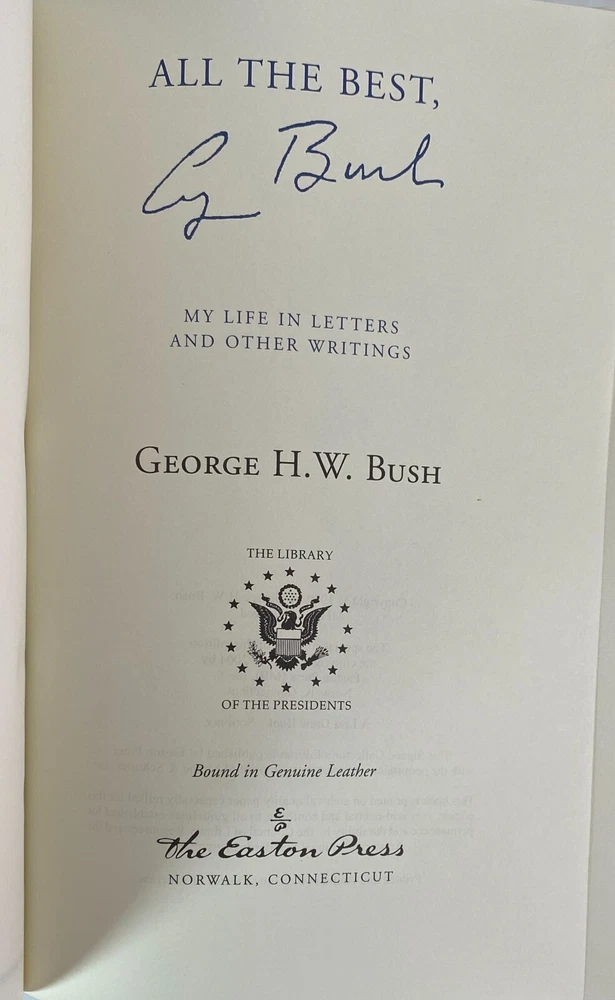 ALL THE BEST,
G Bush
MY LIFE IN LETTERS
AND OTHER WRITINGS
GEORGE H.W. BUSH
THE LIBRARY
OF THE PRESIDENTS
Bound in Genuine Leather
EP
The Easton Press
NORWALK, CONNECTICUT